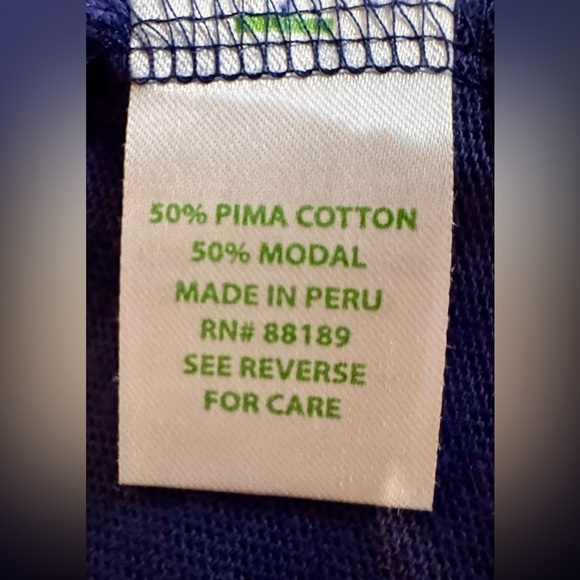 50% PIMA COTTON
50% MODAL
MADE IN PERU
RN# 88189
SEE REVERSE
FOR CARE